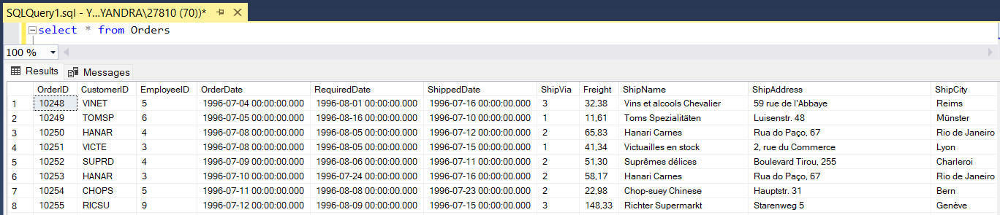 SQLQuery1.sql - Y...YANDRA\27810 (70))*
select * from Orders
100 %
Results Messages
OrderID CustomerID EmployeeID OrderDate RequiredDate ShippedDate ShipVia Freight ShipName ShipAddress ShipCity
1 10248 VINET 5 1996-07-04 00:00:00.000 1996-08-01 00:00:00.000 1996-07-16 00:00:00.000 3 32,38 Vins et alcools Chevalier 59 rue de l'Abbaye Reims
2 10249 TOMSP 6 1996-07-05 00:00:00.000 1996-08-16 00:00:00.000 1996-07-10 00:00:00.000 1 11,61 Toms Spezialitäten Luisenstr. 48 Münster
3 10250 HANAR 4 1996-07-08 00:00:00.000 1996-08-05 00:00:00.000 1996-07-12 00:00:00.000 2 65,83 Hanari Carnes Rua do Paço, 67 Rio de Janeiro
4 10251 VICTE 3 1996-07-08 00:00:00.000 1996-08-05 00:00:00.000 1996-07-15 00:00:00.000 1 41,34 Victuailles en stock 2, rue du Commerce Lyon
5 10252 SUPRD 4 1996-07-09 00:00:00.000 1996-08-06 00:00:00.000 1996-07-11 00:00:00.000 2 51,30 Suprêmes délices Boulevard Tirou, 255 Charleroi
6 10253 HANAR 3 1996-07-10 00:00:00.000 1996-07-24 00:00:00.000 1996-07-16 00:00:00.000 2 58,17 Hanari Carnes Rua do Paço, 67 Rio de Janeiro
7 10254 CHOPS 5 1996-07-11 00:00:00.000 1996-08-08 00:00:00.000 1996-07-23 00:00:00.000 2 22,98 Chop-suey Chinese Hauptstr. 31 Bern
8 10255 RICSU 9 1996-07-12 00:00:00.000 1996-08-09 00:00:00.000 1996-07-15 00:00:00.000 3 148,33 Richter Supermarkt Starenweg 5 Genève